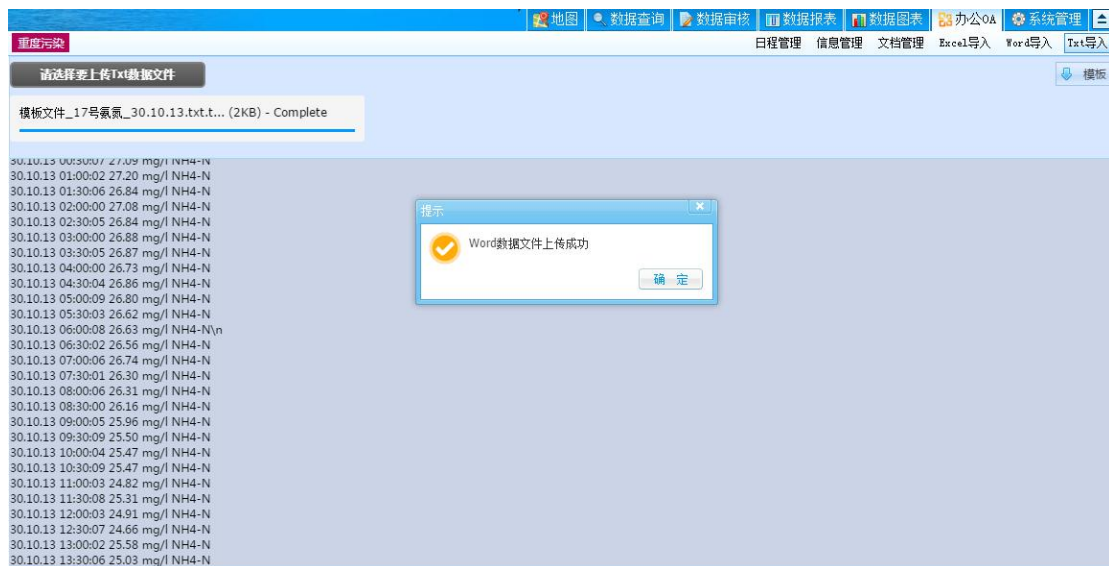 地图 数据查询 数据审核 数据报表 数据图表 办公OA 系统管理
重度污染 日程管理 信息管理 文档管理 Excel导入 Word导入 Txt导入
请选择要上传Txt数据文件 模板
模板文件_17号氨氮_30.10.13.txt.t... (2KB) - Complete
30.10.13 00:30:07 27.09 mg/l NH4-N
30.10.13 01:00:02 27.20 mg/l NH4-N
30.10.13 01:30:06 26.84 mg/l NH4-N
30.10.13 02:00:00 27.08 mg/l NH4-N
30.10.13 02:30:05 26.84 mg/l NH4-N
30.10.13 03:00:00 26.88 mg/l NH4-N
30.10.13 03:30:05 26.87 mg/l NH4-N
30.10.13 04:00:00 26.73 mg/l NH4-N
30.10.13 04:30:04 26.86 mg/l NH4-N
30.10.13 05:00:09 26.80 mg/l NH4-N
30.10.13 05:30:03 26.62 mg/l NH4-N
30.10.13 06:00:08 26.63 mg/l NH4-N\n
30.10.13 06:30:02 26.56 mg/l NH4-N
30.10.13 07:00:06 26.74 mg/l NH4-N
30.10.13 07:30:01 26.30 mg/l NH4-N
30.10.13 08:00:06 26.31 mg/l NH4-N
30.10.13 08:30:00 26.16 mg/l NH4-N
30.10.13 09:00:05 25.96 mg/l NH4-N
30.10.13 09:30:09 25.50 mg/l NH4-N
30.10.13 10:00:04 25.47 mg/l NH4-N
30.10.13 10:30:09 25.47 mg/l NH4-N
30.10.13 11:00:03 24.82 mg/l NH4-N
30.10.13 11:30:08 25.31 mg/l NH4-N
30.10.13 12:00:03 24.91 mg/l NH4-N
30.10.13 12:30:07 24.66 mg/l NH4-N
30.10.13 13:00:02 25.58 mg/l NH4-N
30.10.13 13:30:06 25.03 mg/l NH4-N
提示
Word数据文件上传成功
确 定